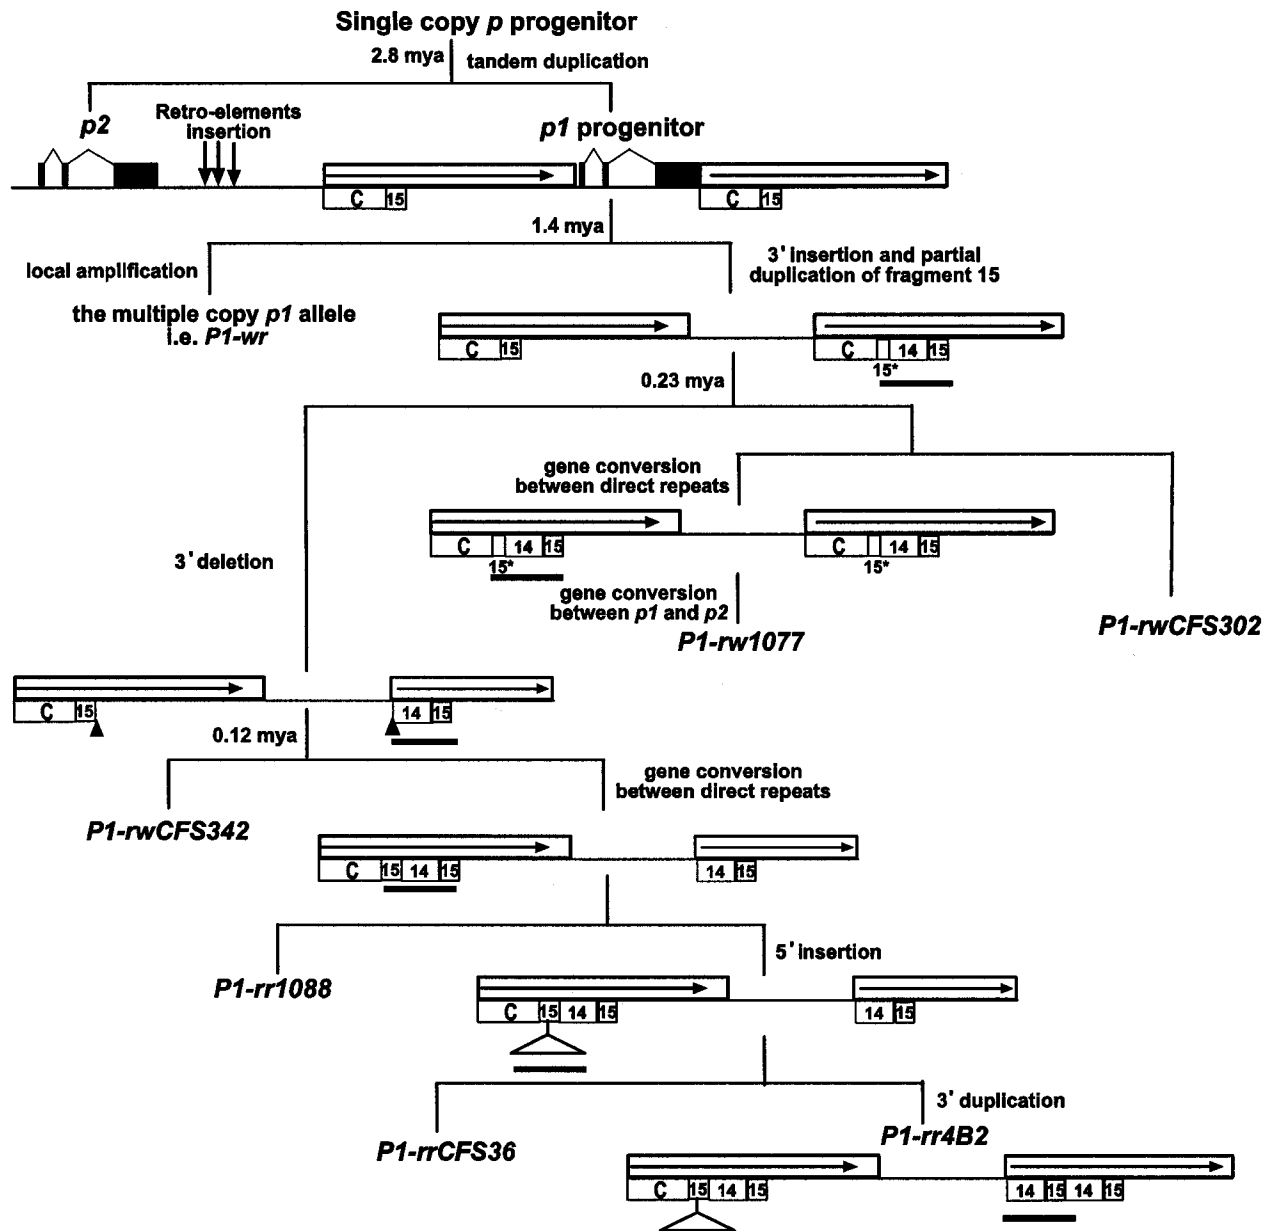 Single copy p progenitor
2.8 mya
tandem duplication
p2
Retro-elements
insertion
p1 progenitor
C 15
C 15
1.4 mya
local amplification
3' insertion and partial
duplication of fragment 15
the multiple copy p1 allele
i.e. P1-wr
C 15
C 14 15
15*
0.23 mya
gene conversion
between direct repeats
C 14 15
15*
C 14 15
15*
3' deletion
gene conversion
between p1 and p2
P1-rw1077
P1-rwCFS302
C 15
14 15
0.12 mya
gene conversion
between direct repeats
P1-rwCFS342
C 15 14 15
14 15
5' insertion
P1-rr1088
C 15 14 15
14 15
3' duplication
P1-rrCFS36
P1-rr4B2
C 15 14 15
14 15 14 15